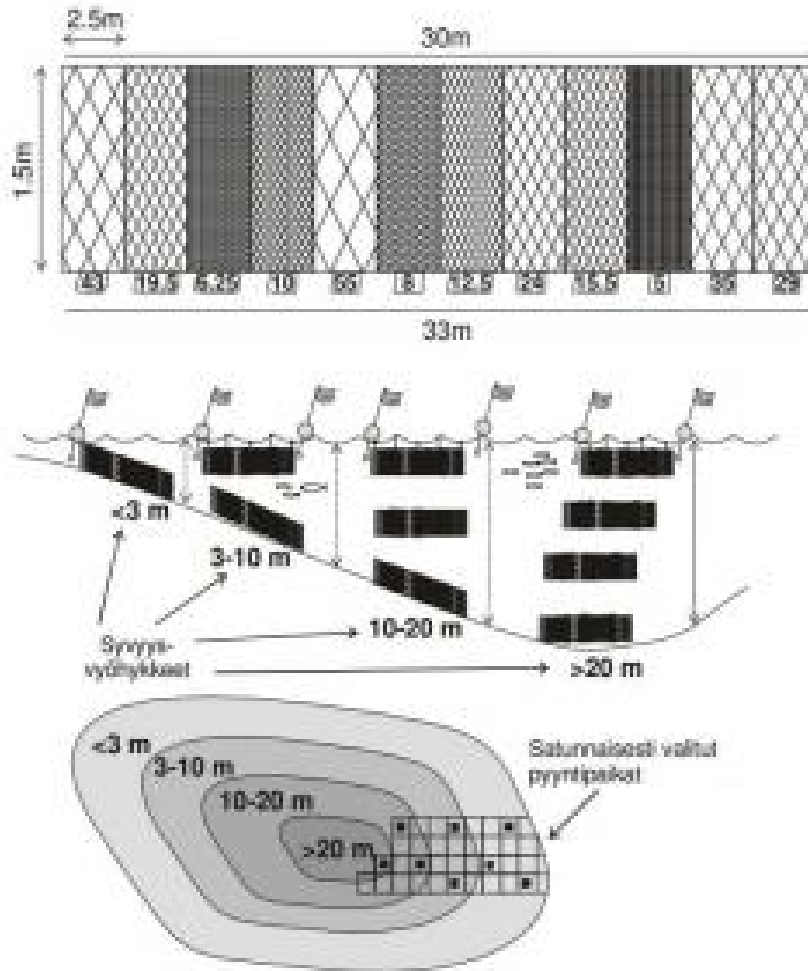 2.5m
30m
1.5m
43 19.5 6.25 10 55 8 12.5 24 15.5 5 35 29
33m
<3 m
3-10 m
10-20 m
>20 m
Syvyys-
vyöhykkeet
<3 m
3-10 m
10-20 m
>20 m
Satunnaisesti valitut
pyyntipaikat